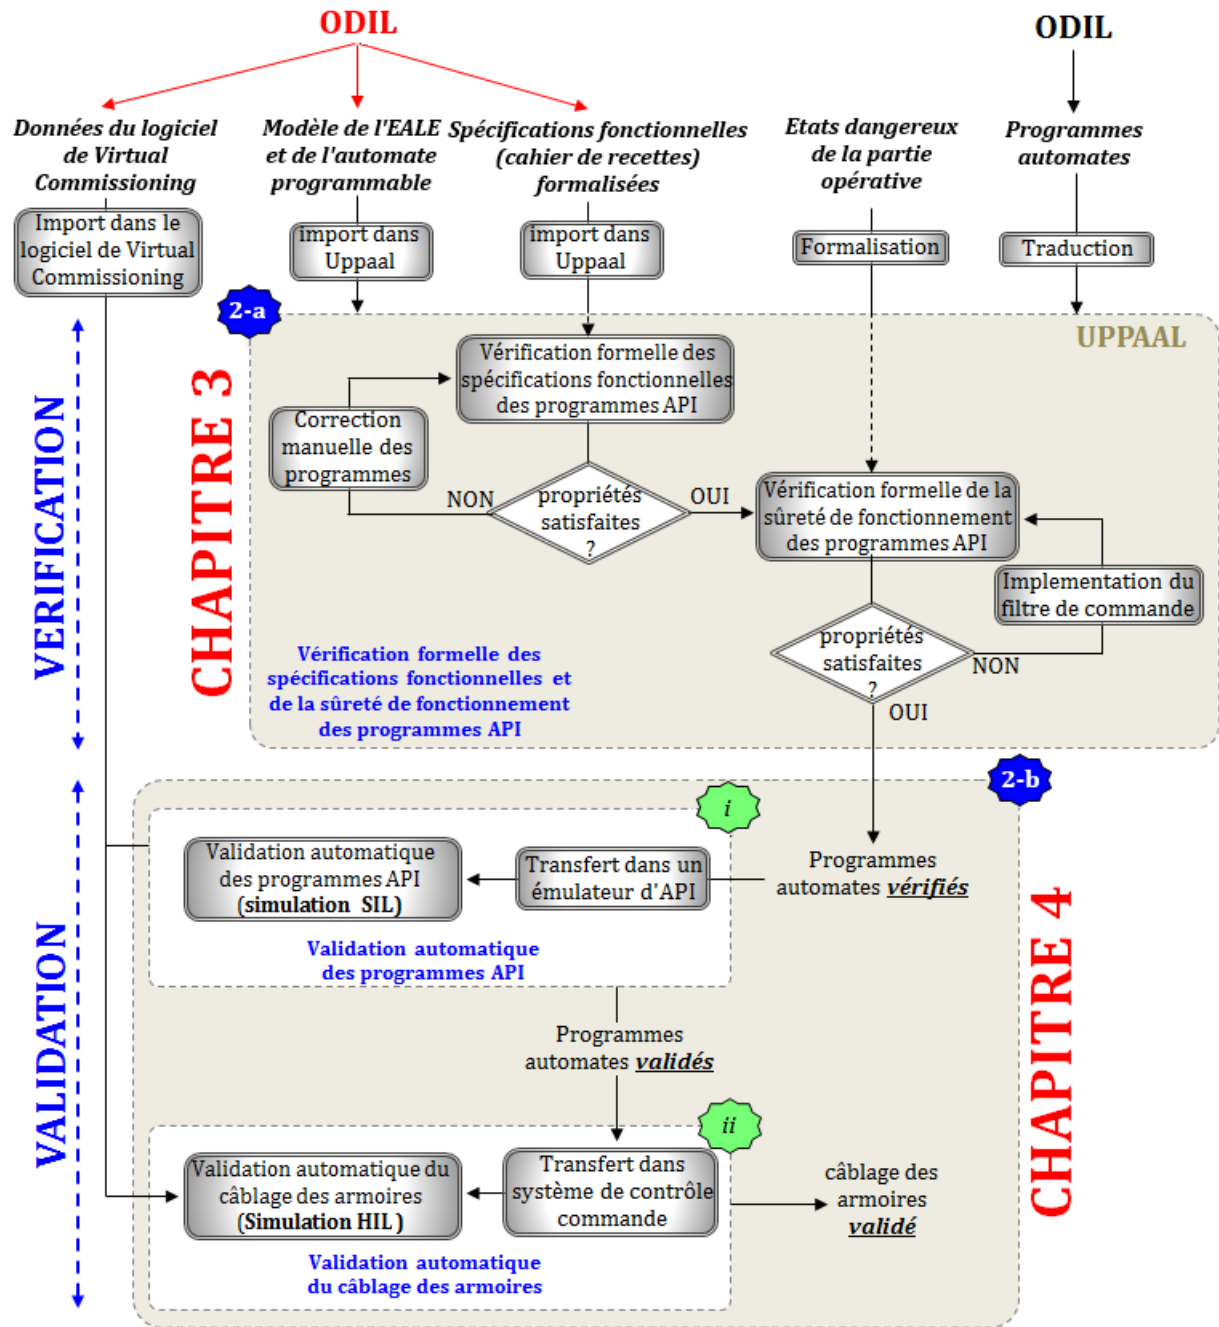 ODIL
ODIL
Données du logiciel
de Virtual
Commissioning
Modèle de l'EALE
et de l'automate
programmable
Spécifications fonctionnelles
(cahier de recettes)
formalisées
Etats dangereux
de la partie
opérative
Programmes
automates
Import dans le
logiciel de Virtual
Commissioning
import dans
Uppaal
import dans
Uppaal
Formalisation
Traduction
2-a
UPPAAL
VERIFICATION
CHAPITRE 3
Vérification formelle des
spécifications fonctionnelles
des programmes API
Correction
manuelle des
programmes
NON
propriétés
satisfaites
?
OUI
Vérification formelle de la
sûreté de fonctionnement
des programmes API
Implementation du
filtre de commande
propriétés
satisfaites
?
NON
OUI
Vérification formelle des
spécifications fonctionnelles et
de la sûreté de fonctionnement
des programmes API
2-b
VALIDATION
CHAPITRE 4
i
Validation automatique
des programmes API
(simulation SIL)
Transfert dans un
émulateur d'API
Programmes
automates vérifiés
Validation automatique
des programmes API
Programmes
automates validés
ii
Validation automatique du
câblage des armoires
(Simulation HIL)
Transfert dans
système de contrôle
commande
câblage des
armoires
validé
Validation automatique
du câblage des armoires